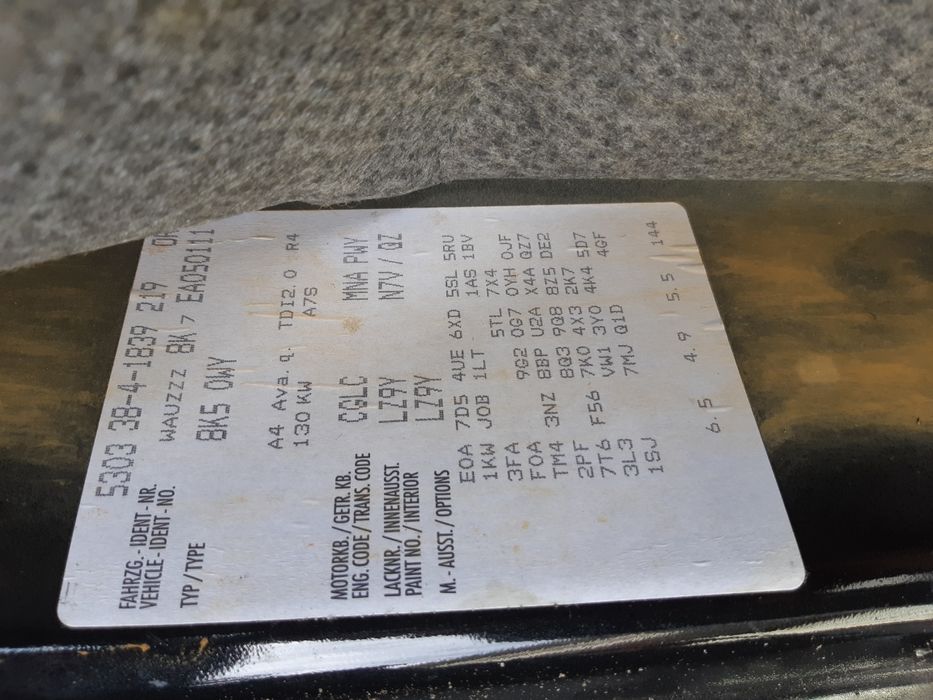 5303 38-4-1839 219
FAHRZG.-IDENT-NR. WAUZZZ 8K 7 EA050111
VEHICLE-IDENT-NO.
TYP/TYPE 8K5 0WY
A4 Ava. q. TDI2.0 R4
130 KW A7S
MOTORKB./GETR.KB. CGLC MNA PWY
ENG.CODE/TRANS.CODE
LACKNR./INNENAUSST. LZ9Y N7V/QZ
PAINT NO./INTERIOR LZ9Y
M.-AUSST./OPTIONS
E0A 7D5 4UE 6XD 5SL 5RU
1KW J0B 1LT 1AS 1BV
3FA 5TL 7X4
F0A 9G2 0G7 0YH 0JF
TM4 3NZ 8BP U2A X4A QZ7
2PF 8Q3 9Q8 8Z5 DE2
7T6 F56 7K0 4X3 2K7
3L3 VW1 3Y0 4K4 5D7
1SJ 7MJ Q1D 4GF
6.5 4.9 5.5 144